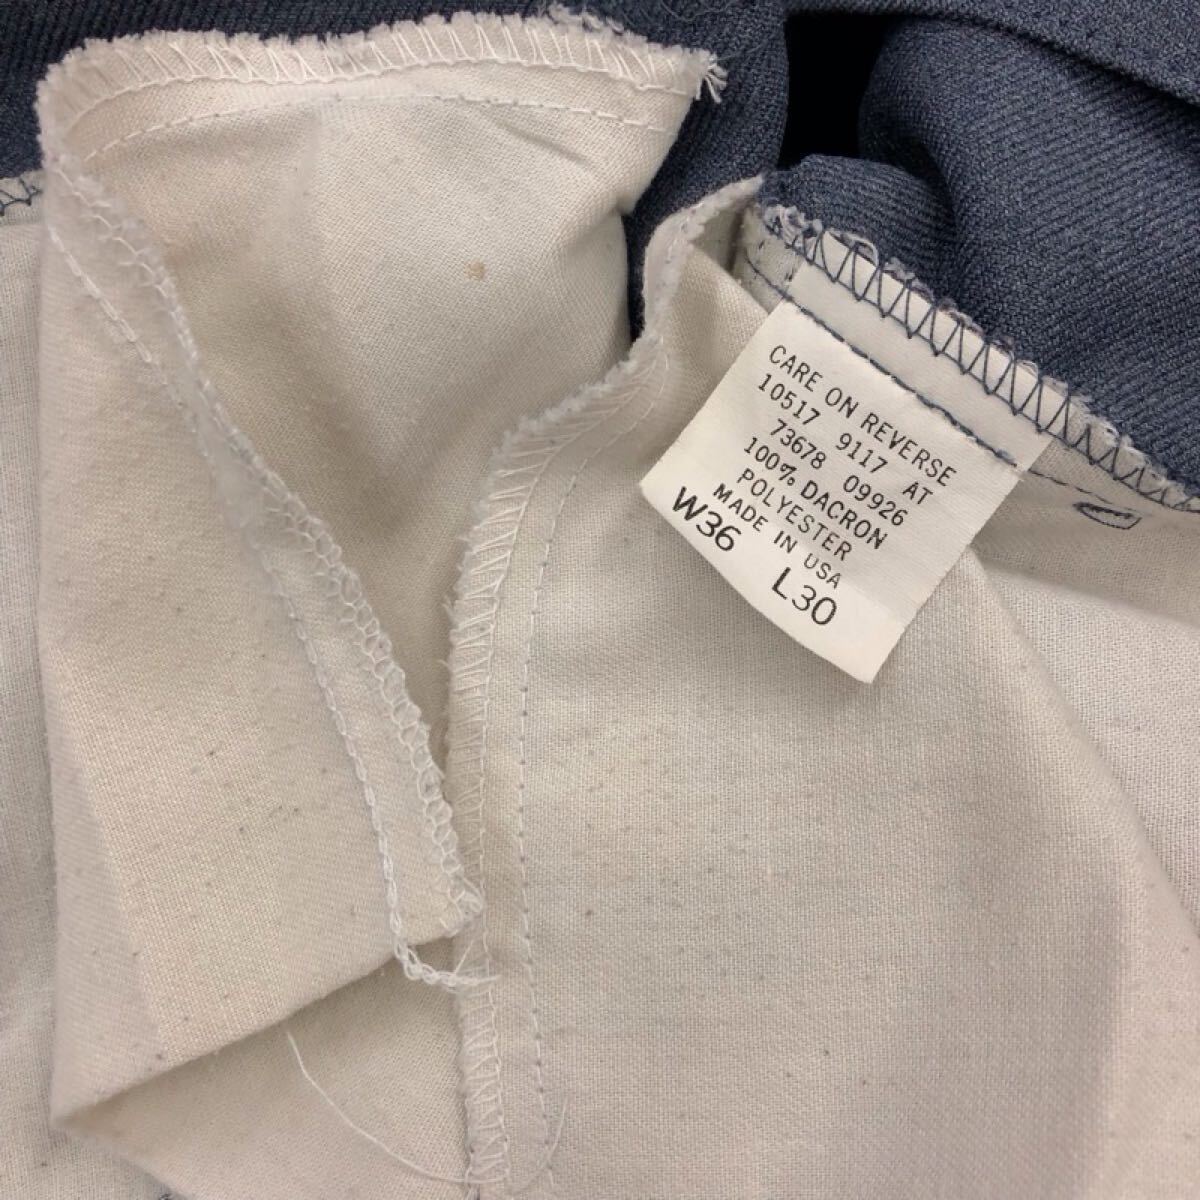 CARE ON REVERSE
10517 9117 AT
73678 09926
100% DACRON
POLYESTER
MADE IN USA
W36 L30